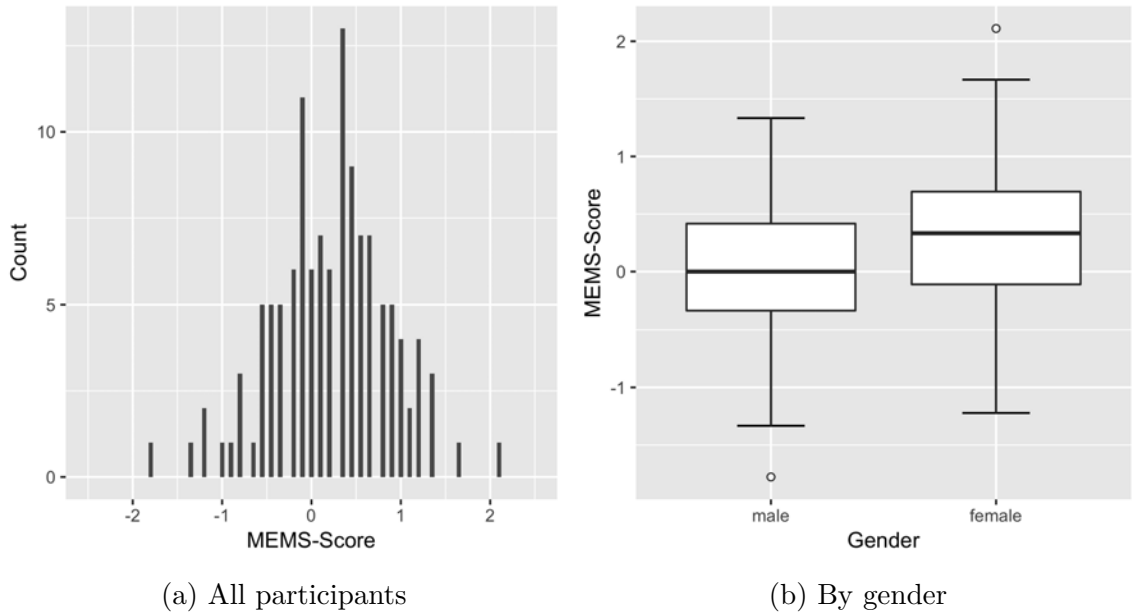 10
5
0
Count
-2
-1
0
1
2
MEMS-Score
(a) All participants
2
1
0
-1
MEMS-Score
male
female
Gender
(b) By gender